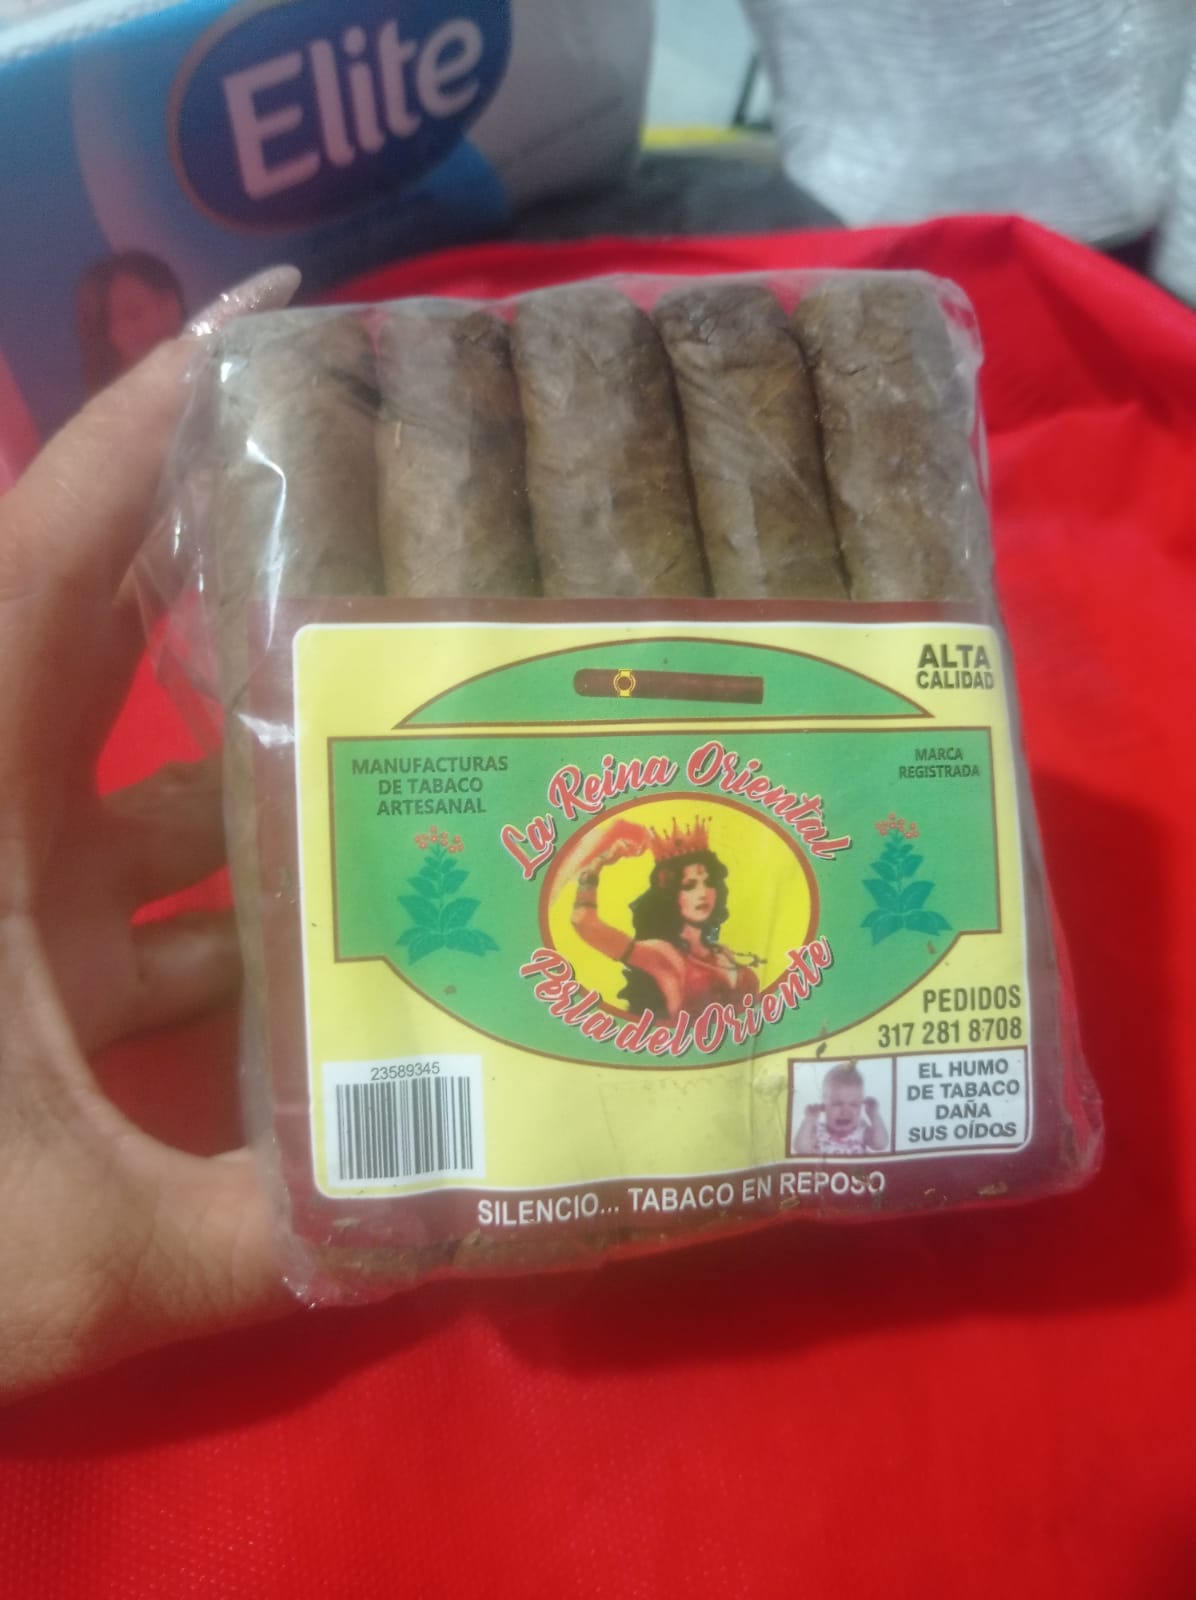 Elite
ALTA
CALIDAD
MANUFACTURAS
DE TABACO
ARTESANAL
MARCA
REGISTRADA
La Reina Oriental
Perla del Oriente
PEDIDOS
317 281 8708
23589345
EL HUMO
DE TABACO
DAÑA
SUS OÍDOS
SILENCIO... TABACO EN REPOSO